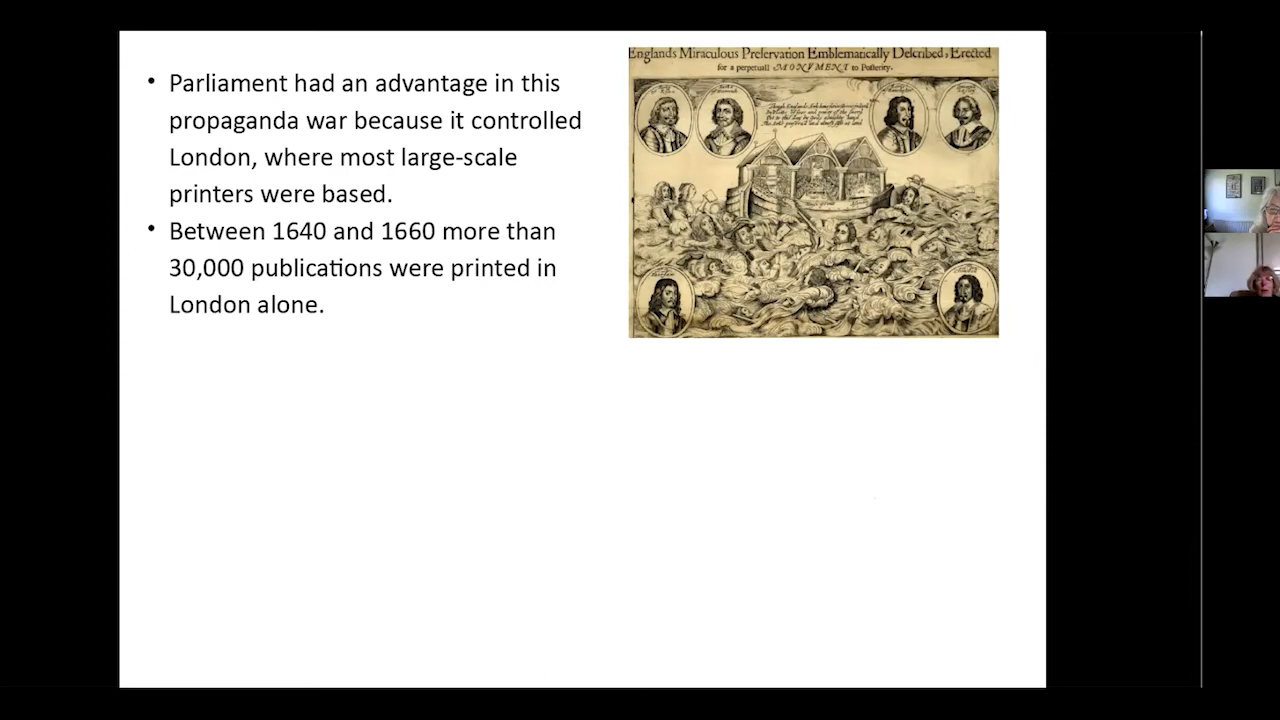 • Parliament had an advantage in this
propaganda war because it controlled
London, where most large-scale
printers were based.
• Between 1640 and 1660 more than
30,000 publications were printed in
London alone.
Englands Miraculous Preservation Emblematically Described, Erected
for a perpetuall MONVMENT to Posterity.